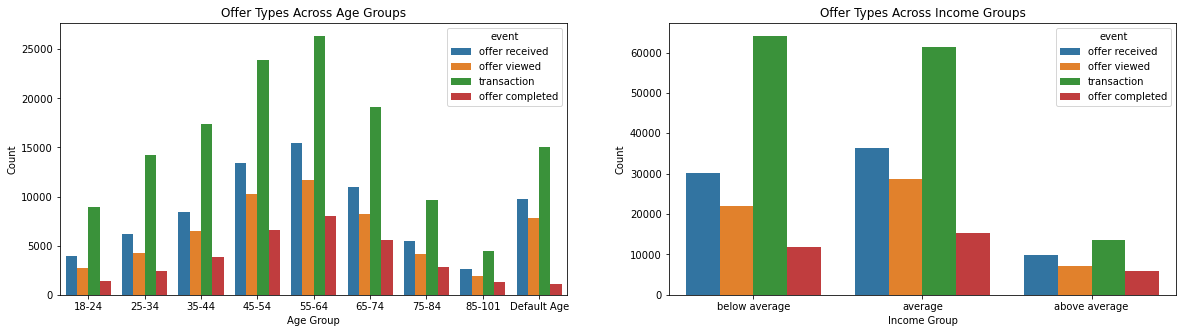 Offer Types Across Age Groups
Count
25000
20000
15000
10000
5000
0
event
offer received
offer viewed
transaction
offer completed
18-24 25-34 35-44 45-54 55-64 65-74 75-84 85-101 Default Age
Age Group
Offer Types Across Income Groups
Count
60000
50000
40000
30000
20000
10000
0
event
offer received
offer viewed
transaction
offer completed
below average average above average
Income Group